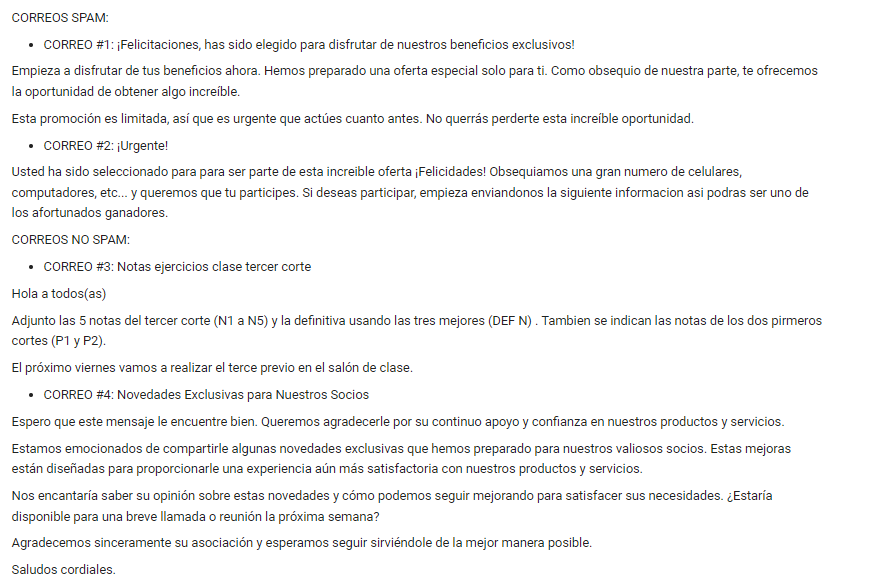 CORREOS SPAM:
• CORREO #1: ¡Felicitaciones, has sido elegido para disfrutar de nuestros beneficios exclusivos!
Empieza a disfrutar de tus beneficios ahora. Hemos preparado una oferta especial solo para ti. Como obsequio de nuestra parte, te ofrecemos
la oportunidad de obtener algo increíble.
Esta promoción es limitada, así que es urgente que actúes cuanto antes. No querrás perderte esta increíble oportunidad.
• CORREO #2: ¡Urgente!
Usted ha sido seleccionado para para ser parte de esta increible oferta ¡Felicidades! Obsequiamos una gran numero de celulares,
computadores, etc... y queremos que tu participes. Si deseas participar, empieza enviandonos la siguiente informacion asi podras ser uno de
los afortunados ganadores.
CORREOS NO SPAM:
• CORREO #3: Notas ejercicios clase tercer corte
Hola a todos(as)
Adjunto las 5 notas del tercer corte (N1 a N5) y la definitiva usando las tres mejores (DEF N) . Tambien se indican las notas de los dos pirmeros
cortes (P1 y P2).
El próximo viernes vamos a realizar el terce previo en el salón de clase.
• CORREO #4: Novedades Exclusivas para Nuestros Socios
Espero que este mensaje le encuentre bien. Queremos agradecerle por su continuo apoyo y confianza en nuestros productos y servicios.
Estamos emocionados de compartirle algunas novedades exclusivas que hemos preparado para nuestros valiosos socios. Estas mejoras
están diseñadas para proporcionarle una experiencia aún más satisfactoria con nuestros productos y servicios.
Nos encantaría saber su opinión sobre estas novedades y cómo podemos seguir mejorando para satisfacer sus necesidades. ¿Estaría
disponible para una breve llamada o reunión la próxima semana?
Agradecemos sinceramente su asociación y esperamos seguir sirviéndole de la mejor manera posible.
Saludos cordiales.